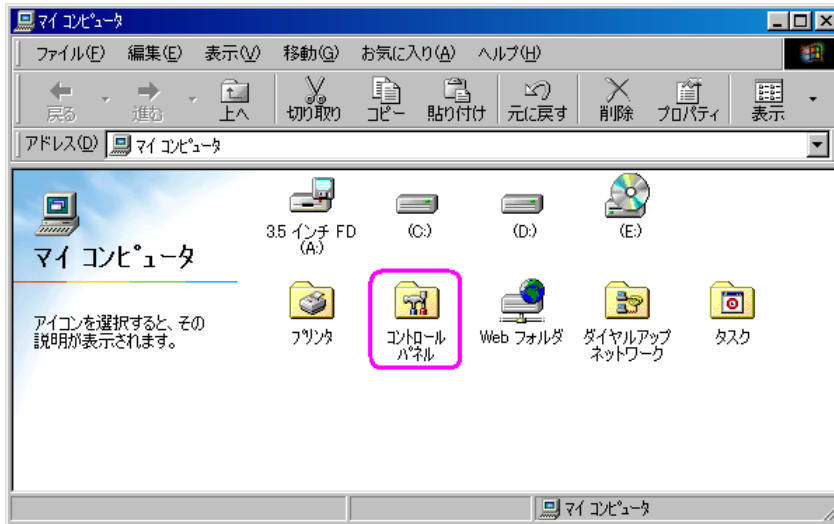 マイ コンピュータ
ファイル(F) 編集(E) 表示(V) 移動(G) お気に入り(A) ヘルプ(H)
戻る 進む 上へ 切り取り コピー 貼り付け 元に戻す 削除 プロパティ 表示
アドレス(D) マイ コンピュータ
マイ コンピュータ
アイコンを選択すると、その
説明が表示されます。
3.5 インチ FD
(A:)
(C:)
(D:)
(E:)
プリンタ
コントロール
パネル
Web フォルダ
ダイヤルアップ
ネットワーク
タスク
マイ コンピュータ